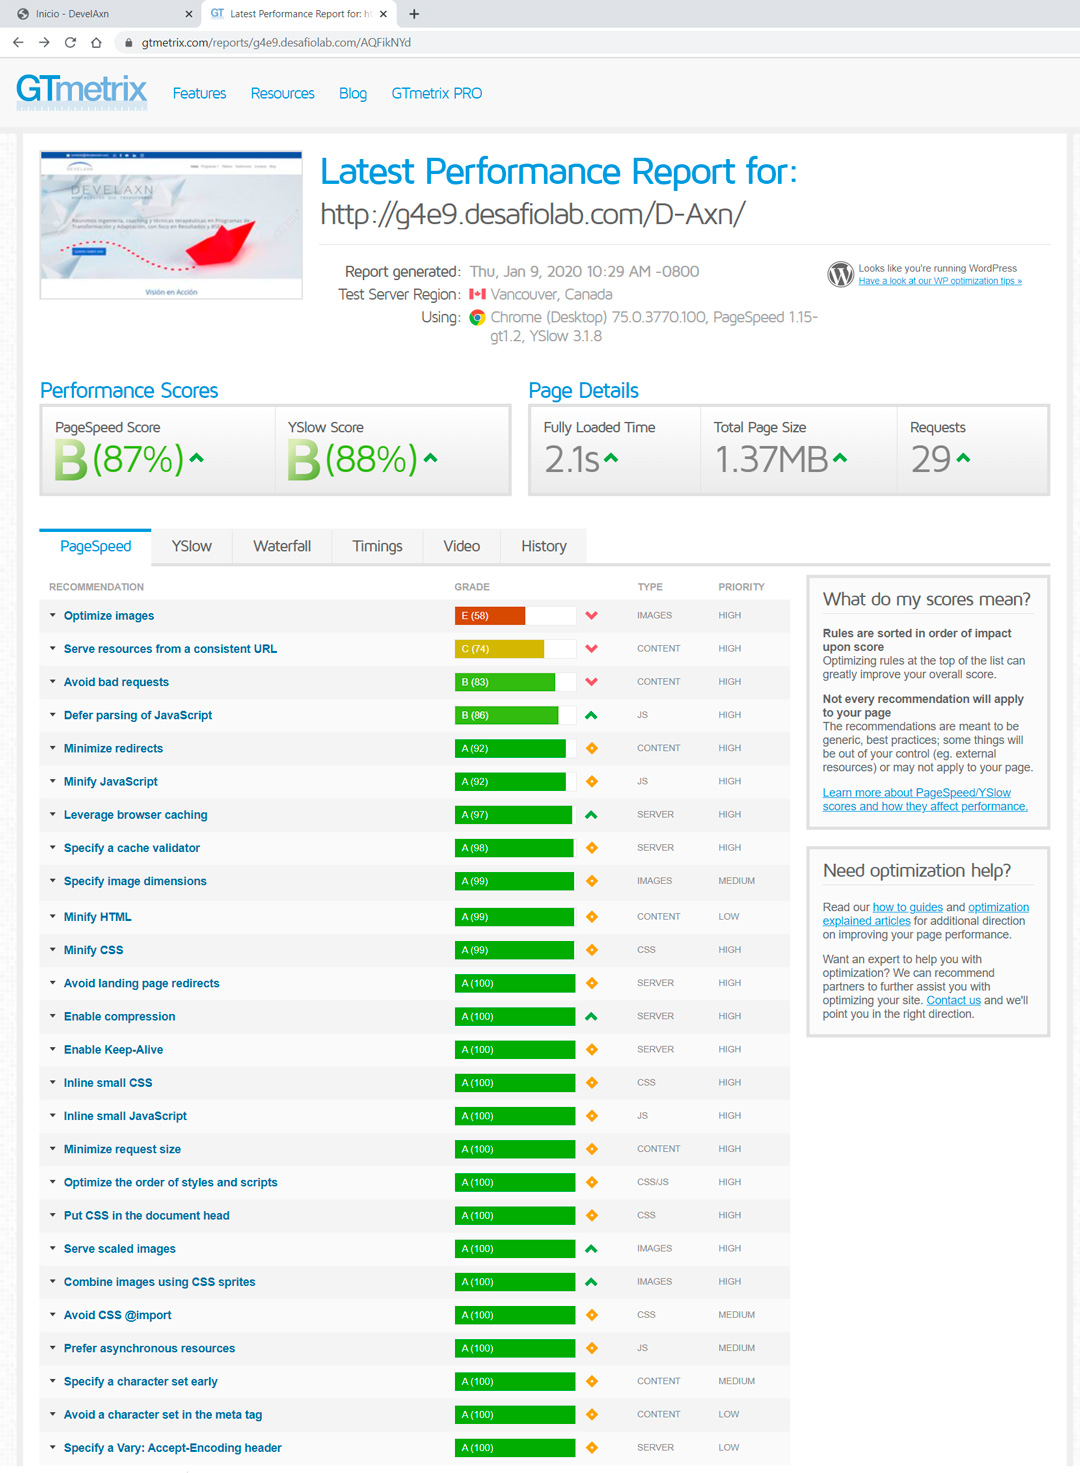 Inicio - DevelAxn
GT Latest Performance Report for: ht
gtmetrix.com/reports/g4e9.desafiolab.com/AQFikNYd
GTmetrix
Features
Resources
Blog
GTmetrix PRO
DEVELAXN
Reunimos Ingeniería, coaching y técnicas terapéuticas en Programas de
Transformación y Adaptación, con foco en Resultados y
Visión en Acción
Latest Performance Report for:
http://g4e9.desafiolab.com/D-Axn/
Report generated: Thu, Jan 9, 2020 10:29 AM -0800
Test Server Region: Vancouver, Canada
Using: Chrome (Desktop) 75.0.3770.100, PageSpeed 1.15-
gt1.2, YSlow 3.1.8
Looks like you're running WordPress
Have a look at our WP optimization tips »
Performance Scores
PageSpeed Score
B (87%)
YSlow Score
B (88%)
Page Details
Fully Loaded Time
2.1s
Total Page Size
1.37MB
Requests
29
PageSpeed
YSlow
Waterfall
Timings
Video
History
RECOMMENDATION GRADE TYPE PRIORITY
Optimize images E (58) IMAGES HIGH
Serve resources from a consistent URL C (74) CONTENT HIGH
Avoid bad requests B (83) CONTENT HIGH
Defer parsing of JavaScript B (86) JS HIGH
Minimize redirects A (92) CONTENT HIGH
Minify JavaScript A (92) JS HIGH
Leverage browser caching A (97) SERVER HIGH
Specify a cache validator A (98) SERVER HIGH
Specify image dimensions A (99) IMAGES MEDIUM
Minify HTML A (99) CONTENT LOW
Minify CSS A (99) CSS HIGH
Avoid landing page redirects A (100) SERVER HIGH
Enable compression A (100) SERVER HIGH
Enable Keep-Alive A (100) SERVER HIGH
Inline small CSS A (100) CSS HIGH
Inline small JavaScript A (100) JS HIGH
Minimize request size A (100) CONTENT HIGH
Optimize the order of styles and scripts A (100) CSS/JS HIGH
Put CSS in the document head A (100) CSS HIGH
Serve scaled images A (100) IMAGES HIGH
Combine images using CSS sprites A (100) IMAGES HIGH
Avoid CSS @import A (100) CSS MEDIUM
Prefer asynchronous resources A (100) JS MEDIUM
Specify a character set early A (100) CONTENT MEDIUM
Avoid a character set in the meta tag A (100) CONTENT LOW
Specify a Vary: Accept-Encoding header A (100) SERVER LOW
What do my scores mean?
Rules are sorted in order of impact
upon score
Optimizing rules at the top of the list can
greatly improve your overall score.
Not every recommendation will apply
to your page
The recommendations are meant to be
generic, best practices; some things will
be out of your control (eg. external
resources) or may not apply to your page.
Learn more about PageSpeed/YSlow
scores and how they affect performance.
Need optimization help?
Read our how to guides and optimization
explained articles for additional direction
on improving your page performance.
Want an expert to help you with
optimization? We can recommend
partners to further assist you with
optimizing your site. Contact us and we'll
point you in the right direction.